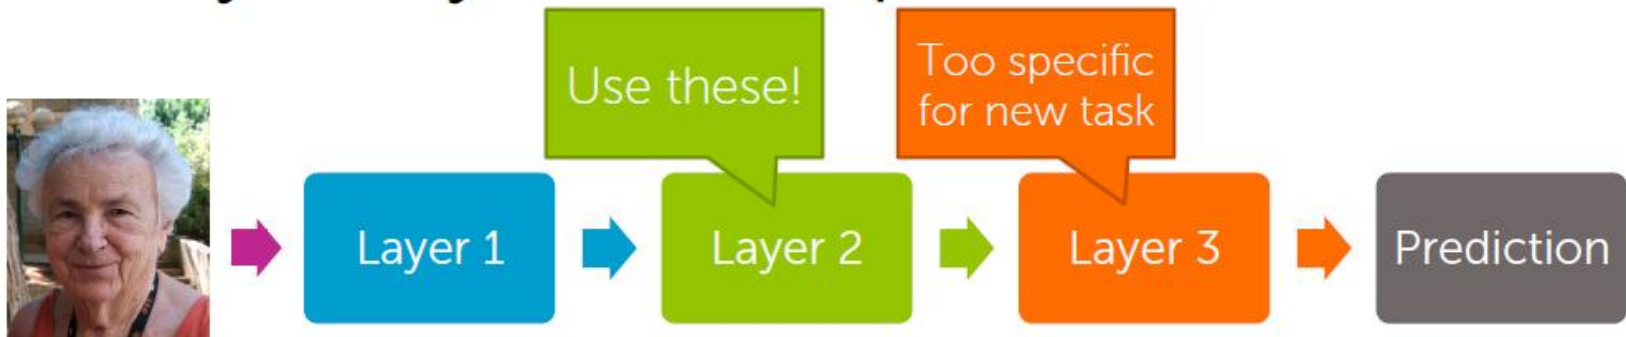 Use these!
Too specific
for new task
Layer 1
Layer 2
Layer 3
Prediction